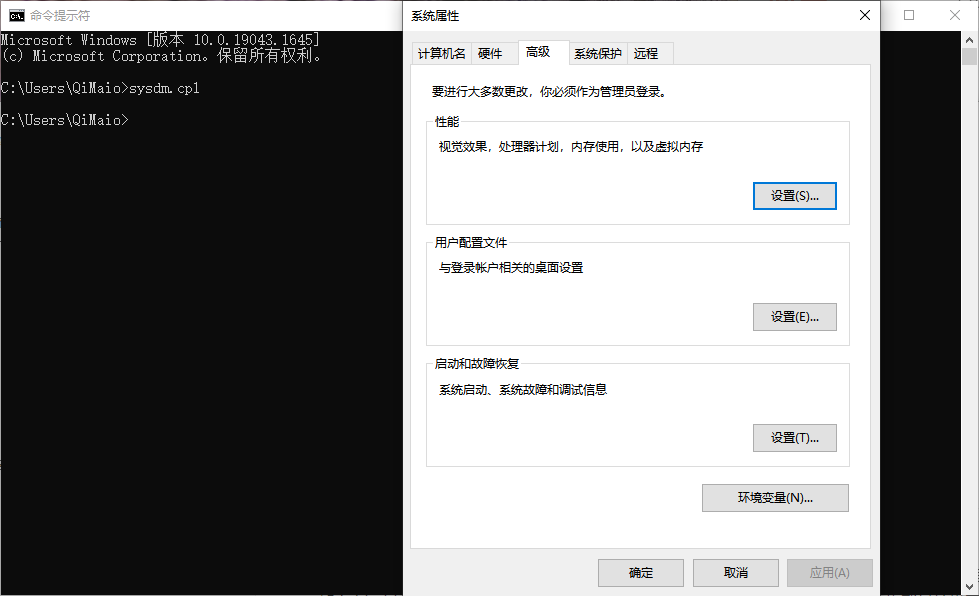 命令提示符
Microsoft Windows [版本 10.0.19043.1645]
(c) Microsoft Corporation。保留所有权利。
C:\Users\QiMaio>sysdm.cpl
C:\Users\QiMaio>
系统属性
计算机名 硬件 高级 系统保护 远程
要进行大多数更改，你必须作为管理员登录。
性能
视觉效果，处理器计划，内存使用，以及虚拟内存
设置(S)...
用户配置文件
与登录帐户相关的桌面设置
设置(E)...
启动和故障恢复
系统启动、系统故障和调试信息
设置(T)...
环境变量(N)...
确定 取消 应用(A)